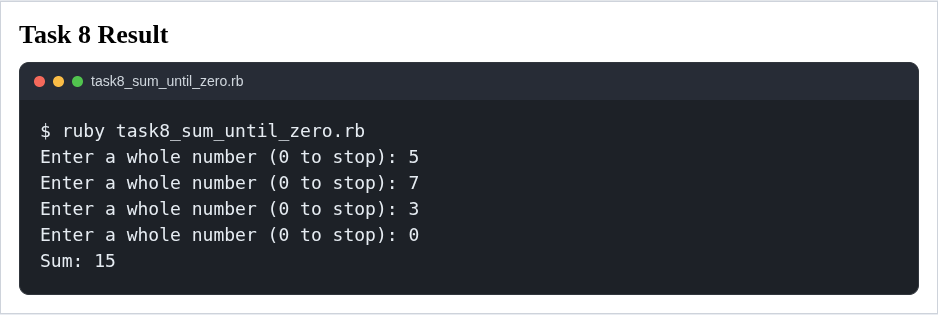 Task 8 Result
task8_sum_until_zero.rb
$ ruby task8_sum_until_zero.rb
Enter a whole number (0 to stop): 5
Enter a whole number (0 to stop): 7
Enter a whole number (0 to stop): 3
Enter a whole number (0 to stop): 0
Sum: 15